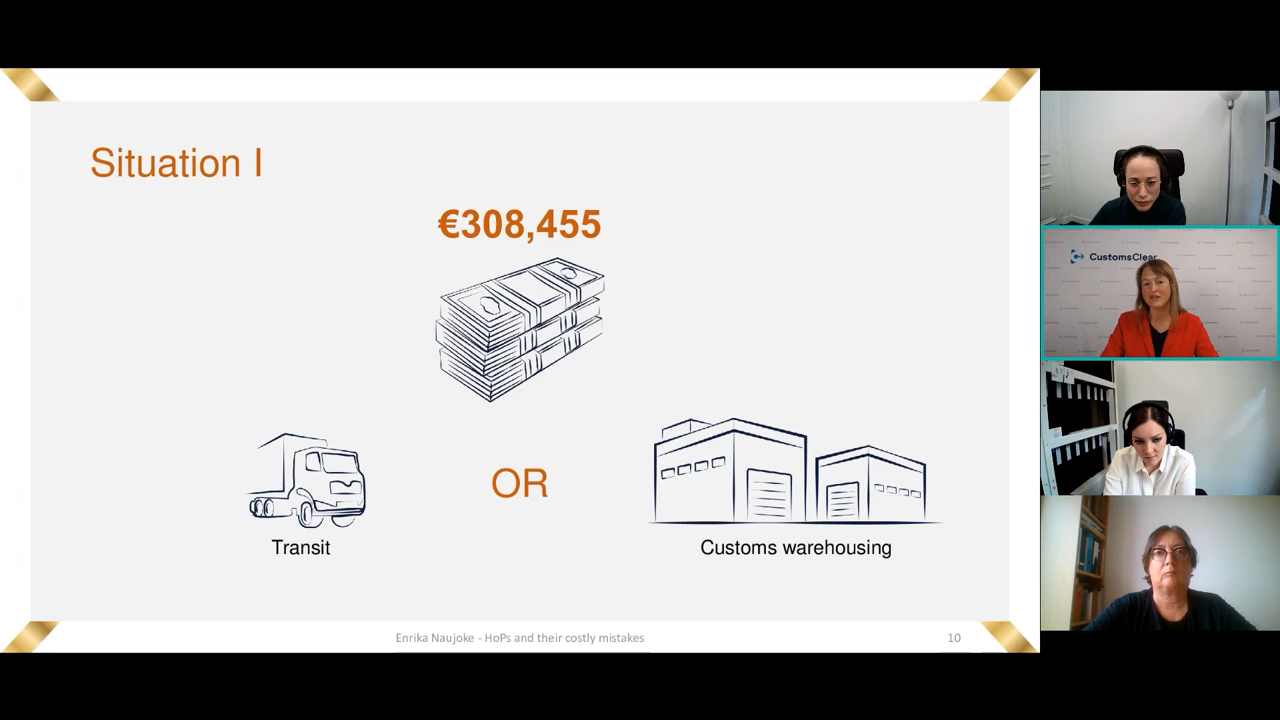 Situation I
€308,455
OR
Transit
Customs warehousing
Enrika Naujoke - HoPs and their costly mistakes
10
CustomsClear